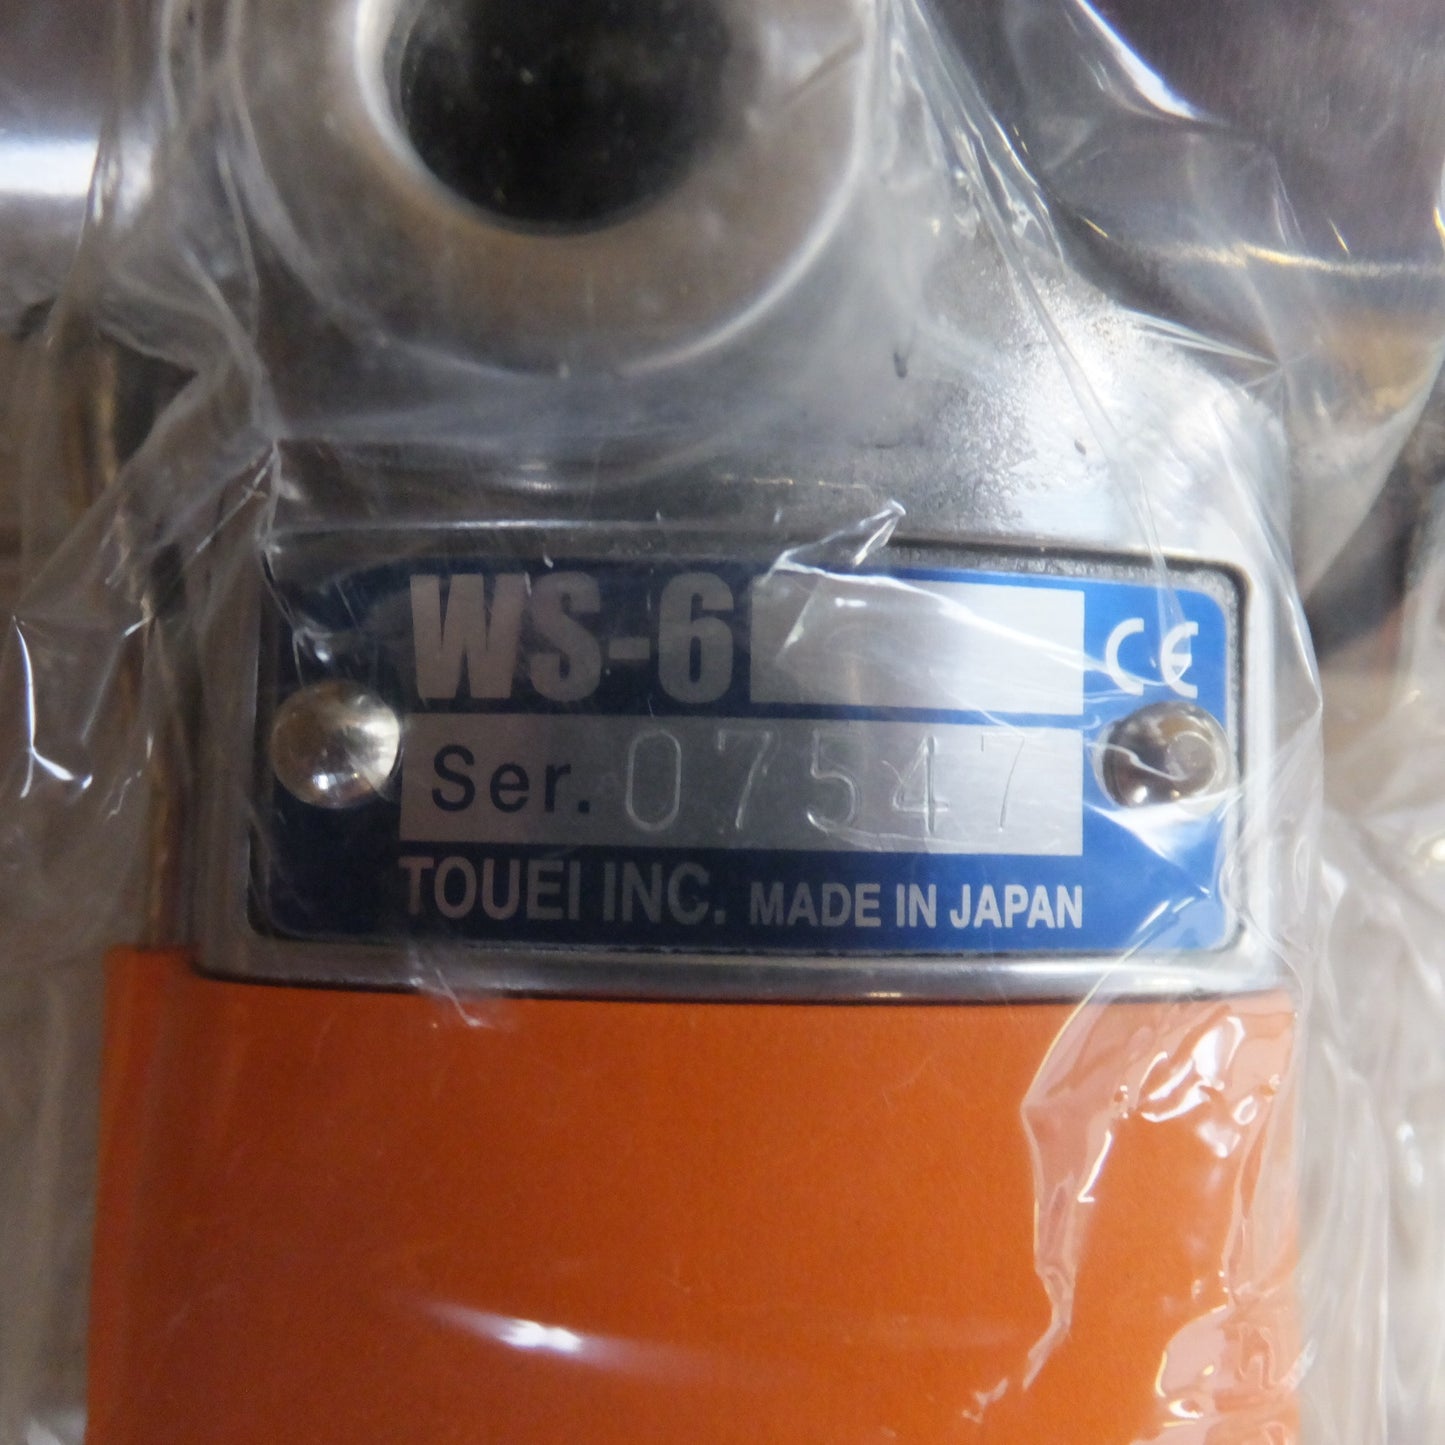 WS-6 CE
Ser. 07547
TOUEI INC. MADE IN JAPAN